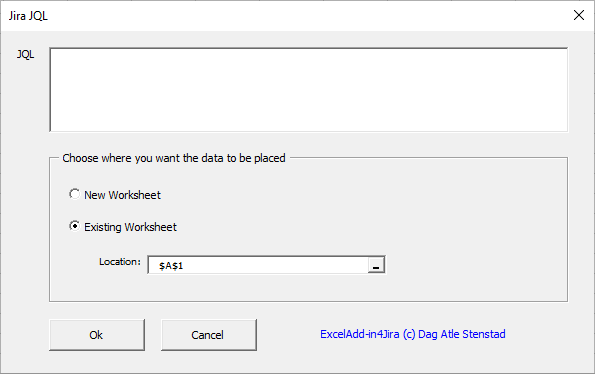 Jira JQL
JQL
Choose where you want the data to be placed
New Worksheet
Existing Worksheet
Location: $A$1
Ok Cancel ExcelAdd-in4Jira (c) Dag Atle Stenstad